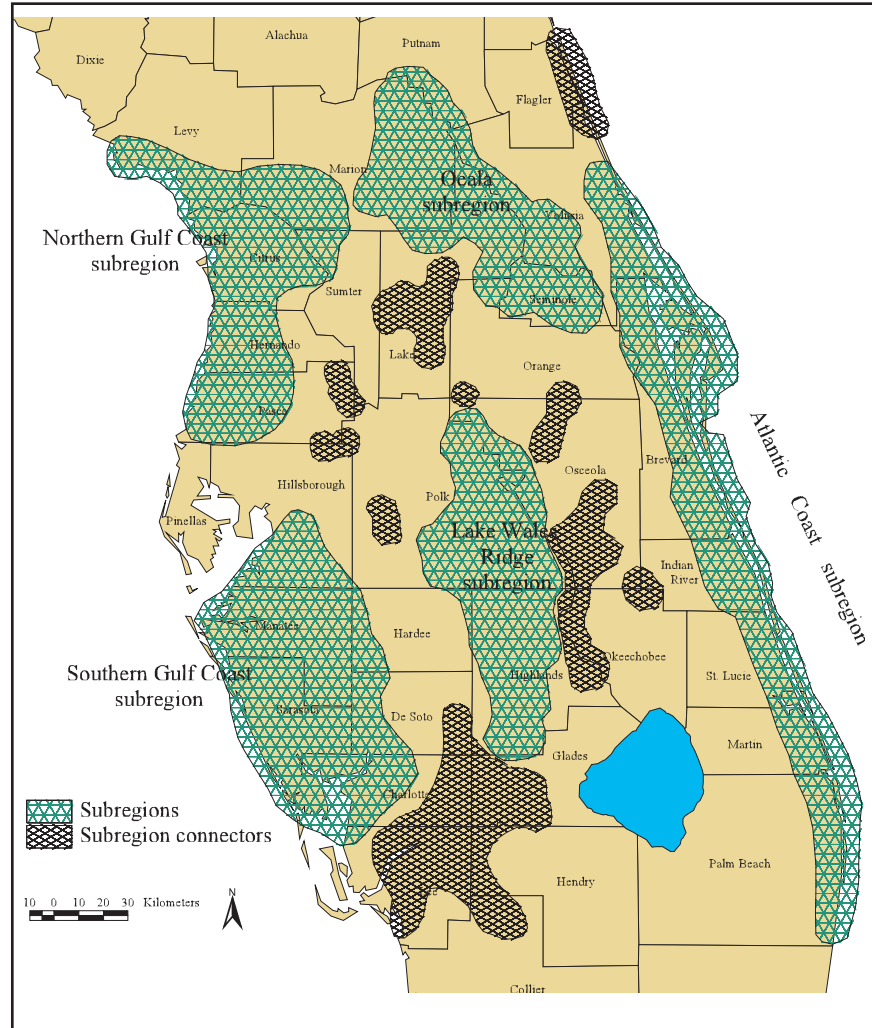 Alachua
Putnam
Dixie
Flagler
Levy
Marion
Ocala
subregion
Volusia
Northern Gulf Coast
subregion
Citrus
Sumter
Seminole
Hernando
Lake
Orange
Pasco
Atlantic Coast subregion
Brevard
Osceola
Hillsborough
Polk
Pinellas
Lake Wales
Ridge
subregion
Indian
River
Manatee
Hardee
Okeechobee
Southern Gulf Coast
subregion
Highlands
St. Lucie
Sarasota
De Soto
Martin
Glades
Charlotte
Subregions
Subregion connectors
Palm Beach
Hendry
N
10 0 10 20 30 Kilometers
Collier